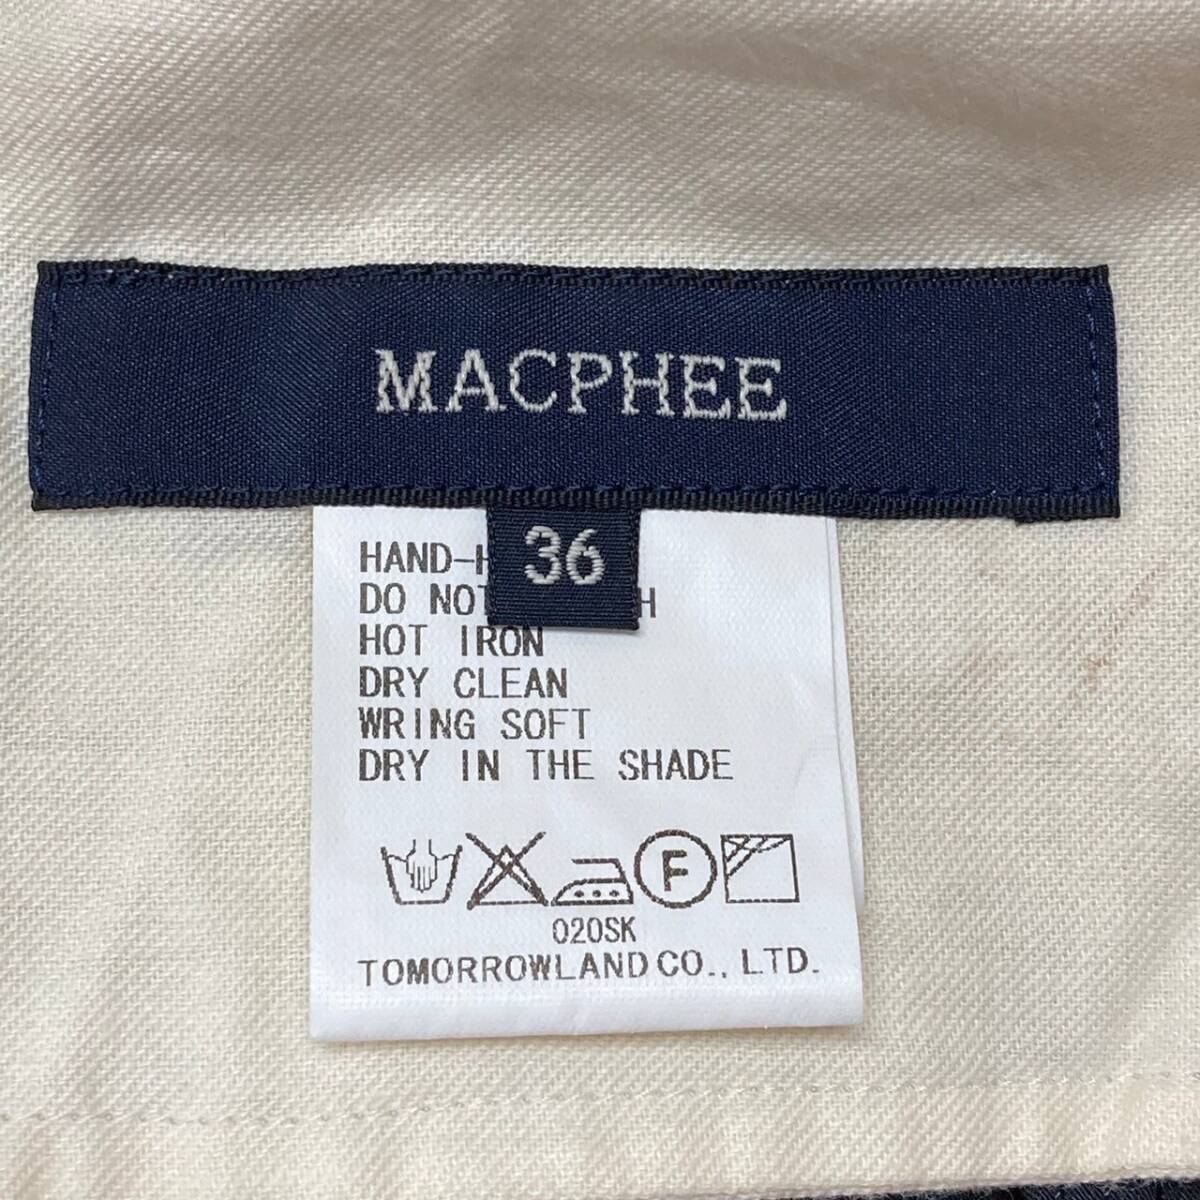 MACPHEE
36
HAND-
DO NOT
HOT IRON
DRY CLEAN
WRING SOFT
DRY IN THE SHADE
F
020SK
TOMORROWLAND CO., LTD.